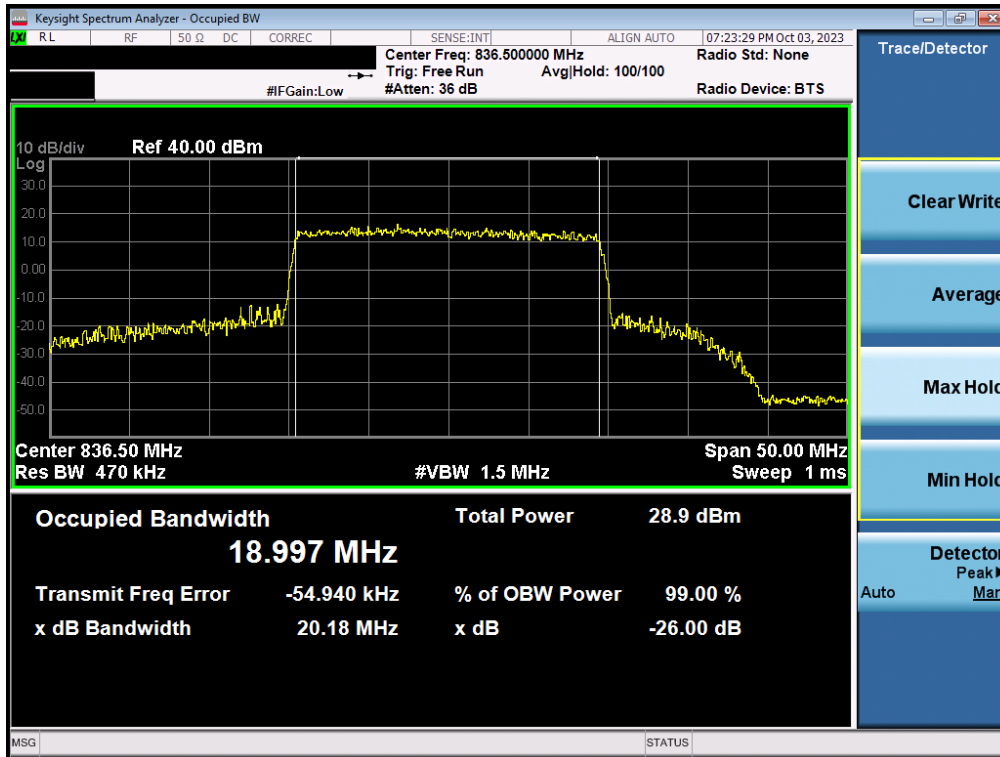 Keysight Spectrum Analyzer - Occupied BW
LXI RL RF 50 Ω DC CORREC SENSE:INT ALIGN AUTO 07:23:29 PM Oct 03, 2023
Center Freq: 836.500000 MHz Radio Std: None
Trig: Free Run Avg|Hold: 100/100
#IFGain:Low #Atten: 36 dB Radio Device: BTS
Trace/Detector
10 dB/div Ref 40.00 dBm
Log
30.0
20.0
10.0
0.00
-10.0
-20.0
-30.0
-40.0
-50.0
Center 836.50 MHz Span 50.00 MHz
Res BW 470 kHz #VBW 1.5 MHz Sweep 1 ms
Occupied Bandwidth Total Power 28.9 dBm
18.997 MHz
Transmit Freq Error -54.940 kHz % of OBW Power 99.00 %
x dB Bandwidth 20.18 MHz x dB -26.00 dB
Clear Write
Average
Max Hold
Min Hold
Detector
Peak
Auto Man
MSG STATUS